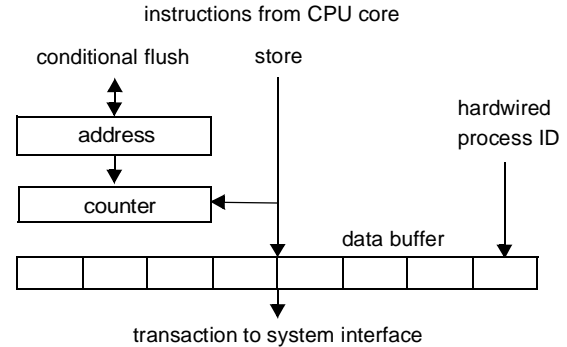 instructions from CPU core
conditional flush
store
hardwired
process ID
address
counter
data buffer
transaction to system interface